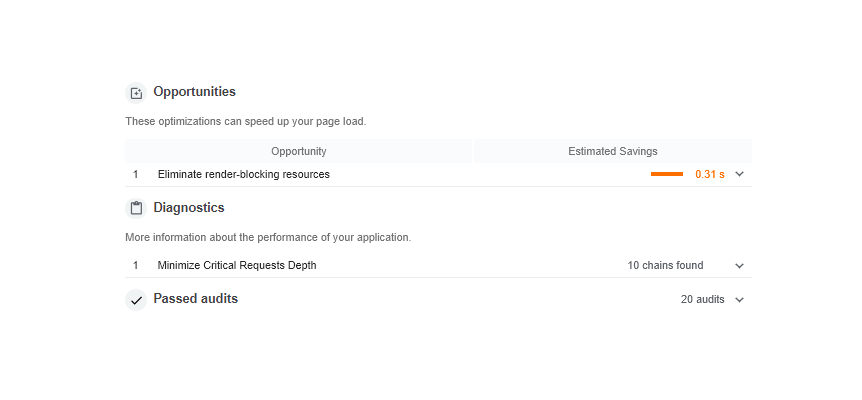 Opportunities
These optimizations can speed up your page load.
Opportunity Estimated Savings
1 Eliminate render-blocking resources 0.31 s
Diagnostics
More information about the performance of your application.
1 Minimize Critical Requests Depth 10 chains found
Passed audits 20 audits